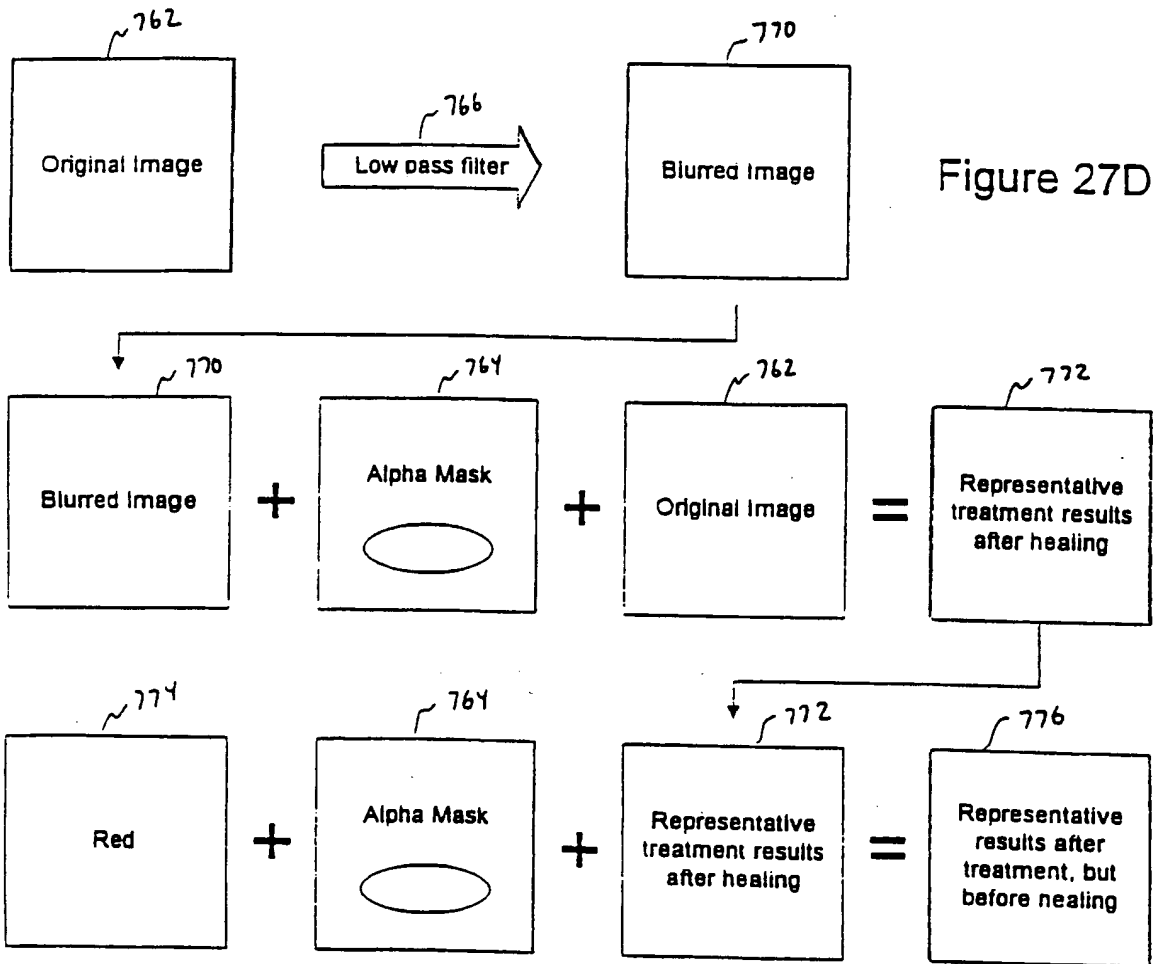 762
770
766
Original Image
Low pass filter
Blurred Image
Figure 27D
770
764
762
772
Blurred Image
+
Alpha Mask
+
Original Image
=
Representative
treatment results
after healing
774
764
772
776
Red
+
Alpha Mask
+
Representative
treatment results
after healing
=
Representative
results after
treatment, but
before nealing